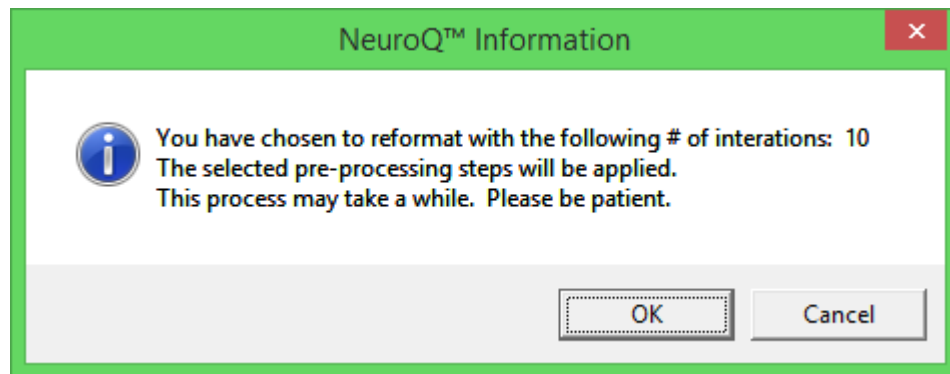 NeuroQ™ Information
You have chosen to reformat with the following # of interations:  10
The selected pre-processing steps will be applied.
This process may take a while.  Please be patient.
OK
Cancel